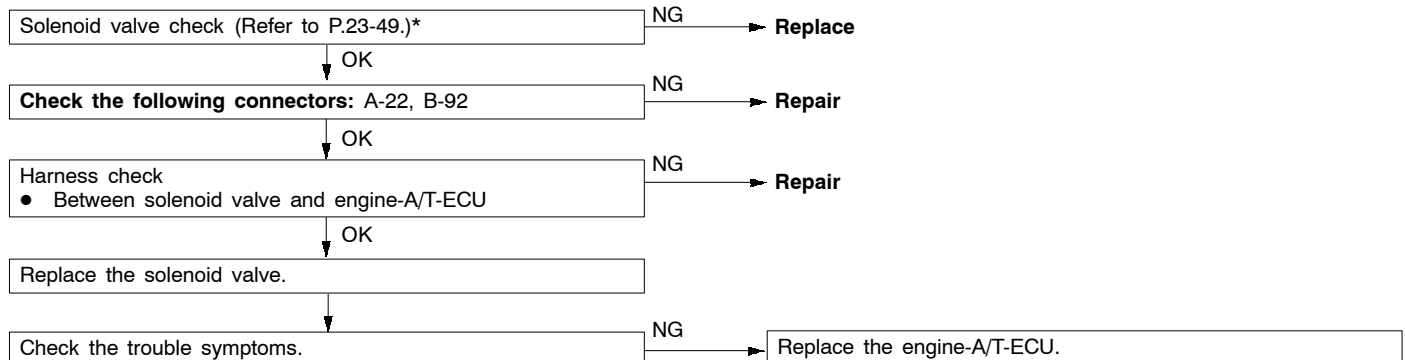 Solenoid valve check (Refer to P.23-49.)*
NG
Replace
OK
Check the following connectors: A-22, B-92
NG
Repair
OK
Harness check
● Between solenoid valve and engine-A/T-ECU
NG
Repair
OK
Replace the solenoid valve.
Check the trouble symptoms.
NG
Replace the engine-A/T-ECU.